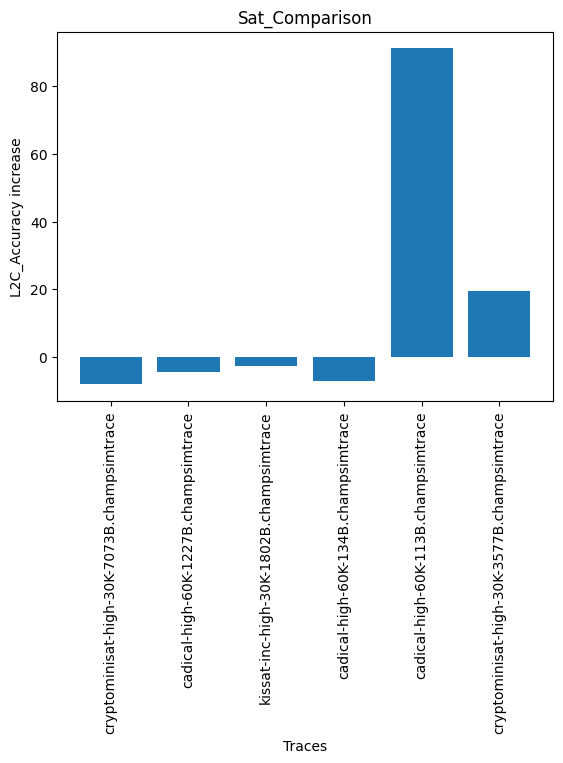 Sat_Comparison
L2C_Accuracy increase
80
60
40
20
0
cryptominisat-high-30K-7073B.champsimtrace
cadical-high-60K-1227B.champsimtrace
kissat-inc-high-30K-1802B.champsimtrace
cadical-high-60K-134B.champsimtrace
cadical-high-60K-113B.champsimtrace
cryptominisat-high-30K-3577B.champsimtrace
Traces